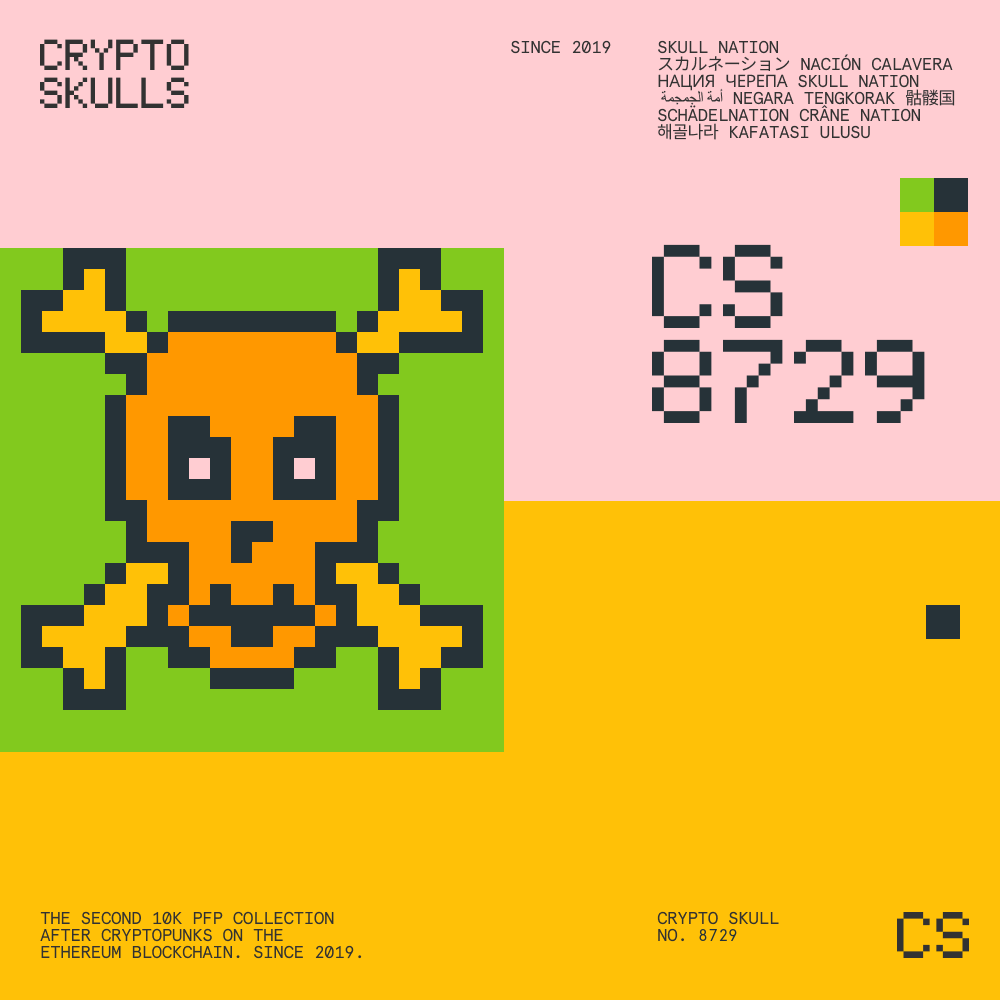 CRYPTO
SKULLS
SINCE 2019
SKULL NATION
スカルネーション NACIÓN CALAVERA
НАЦИЯ ЧЕРЕПА SKULL NATION
أمة الجمجمة NEGARA TENGKORAK 骷髅国
SCHÄDELNATION CRÂNE NATION
해골나라 KAFATASI ULUSU
CS
8729
THE SECOND 10K PFP COLLECTION
AFTER CRYPTOPUNKS ON THE
ETHEREUM BLOCKCHAIN. SINCE 2019.
CRYPTO SKULL
NO. 8729
CS